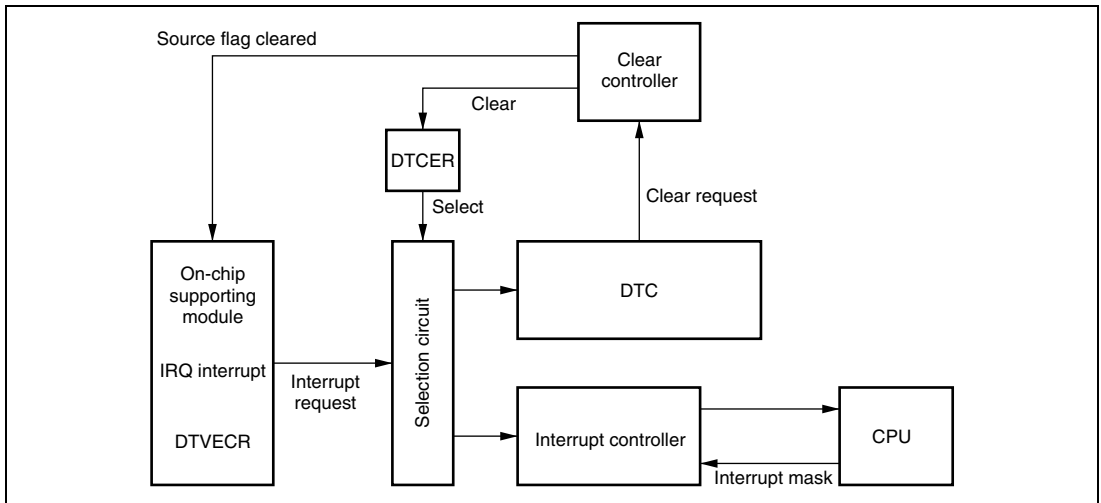 Source flag cleared
Clear
controller
Clear
DTCER
Clear request
Select
On-chip
supporting
module
IRQ interrupt
DTVECR
Interrupt
request
Selection circuit
DTC
Interrupt controller
CPU
Interrupt mask